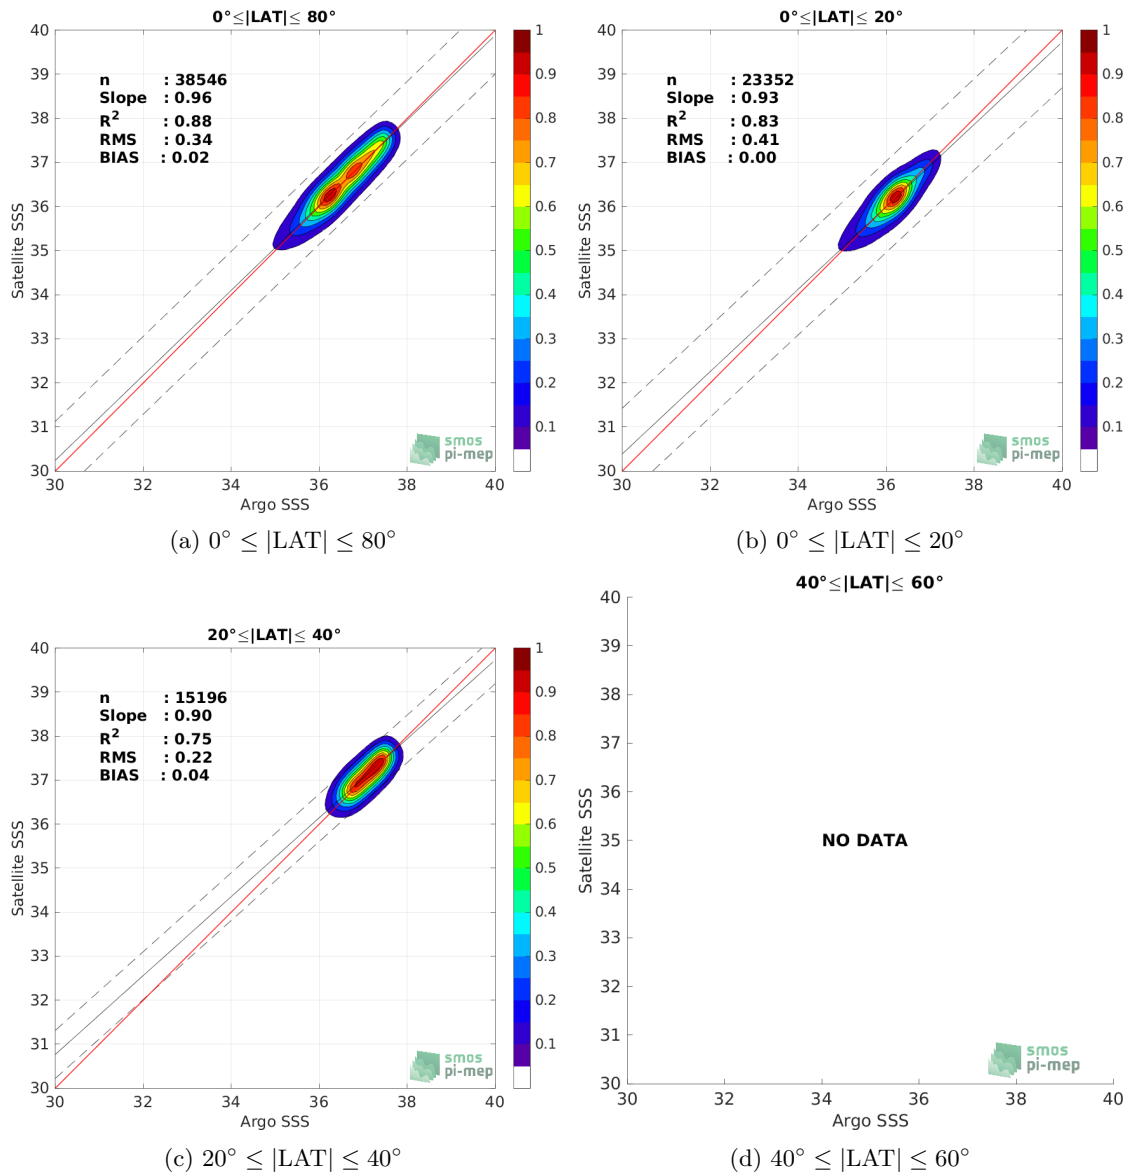 0°≤|LAT|≤ 80°
40
39
38
37
36
35
34
33
32
31
30
Satellite SSS
n : 38546
Slope : 0.96
R² : 0.88
RMS : 0.34
BIAS : 0.02
smos
pi-mep
30 32 34 36 38 40
Argo SSS
1
0.9
0.8
0.7
0.6
0.5
0.4
0.3
0.2
0.1
(a) 0° ≤ |LAT| ≤ 80°
0°≤|LAT|≤ 20°
40
39
38
37
36
35
34
33
32
31
30
Satellite SSS
n : 23352
Slope : 0.93
R² : 0.83
RMS : 0.41
BIAS : 0.00
smos
pi-mep
30 32 34 36 38 40
Argo SSS
1
0.9
0.8
0.7
0.6
0.5
0.4
0.3
0.2
0.1
(b) 0° ≤ |LAT| ≤ 20°
20°≤|LAT|≤ 40°
40
39
38
37
36
35
34
33
32
31
30
Satellite SSS
n : 15196
Slope : 0.90
R² : 0.75
RMS : 0.22
BIAS : 0.04
smos
pi-mep
30 32 34 36 38 40
Argo SSS
1
0.9
0.8
0.7
0.6
0.5
0.4
0.3
0.2
0.1
(c) 20° ≤ |LAT| ≤ 40°
40°≤|LAT|≤ 60°
40
39
38
37
36
35
34
33
32
31
30
Satellite SSS
NO DATA
smos
pi-mep
30 32 34 36 38 40
Argo SSS
(d) 40° ≤ |LAT| ≤ 60°